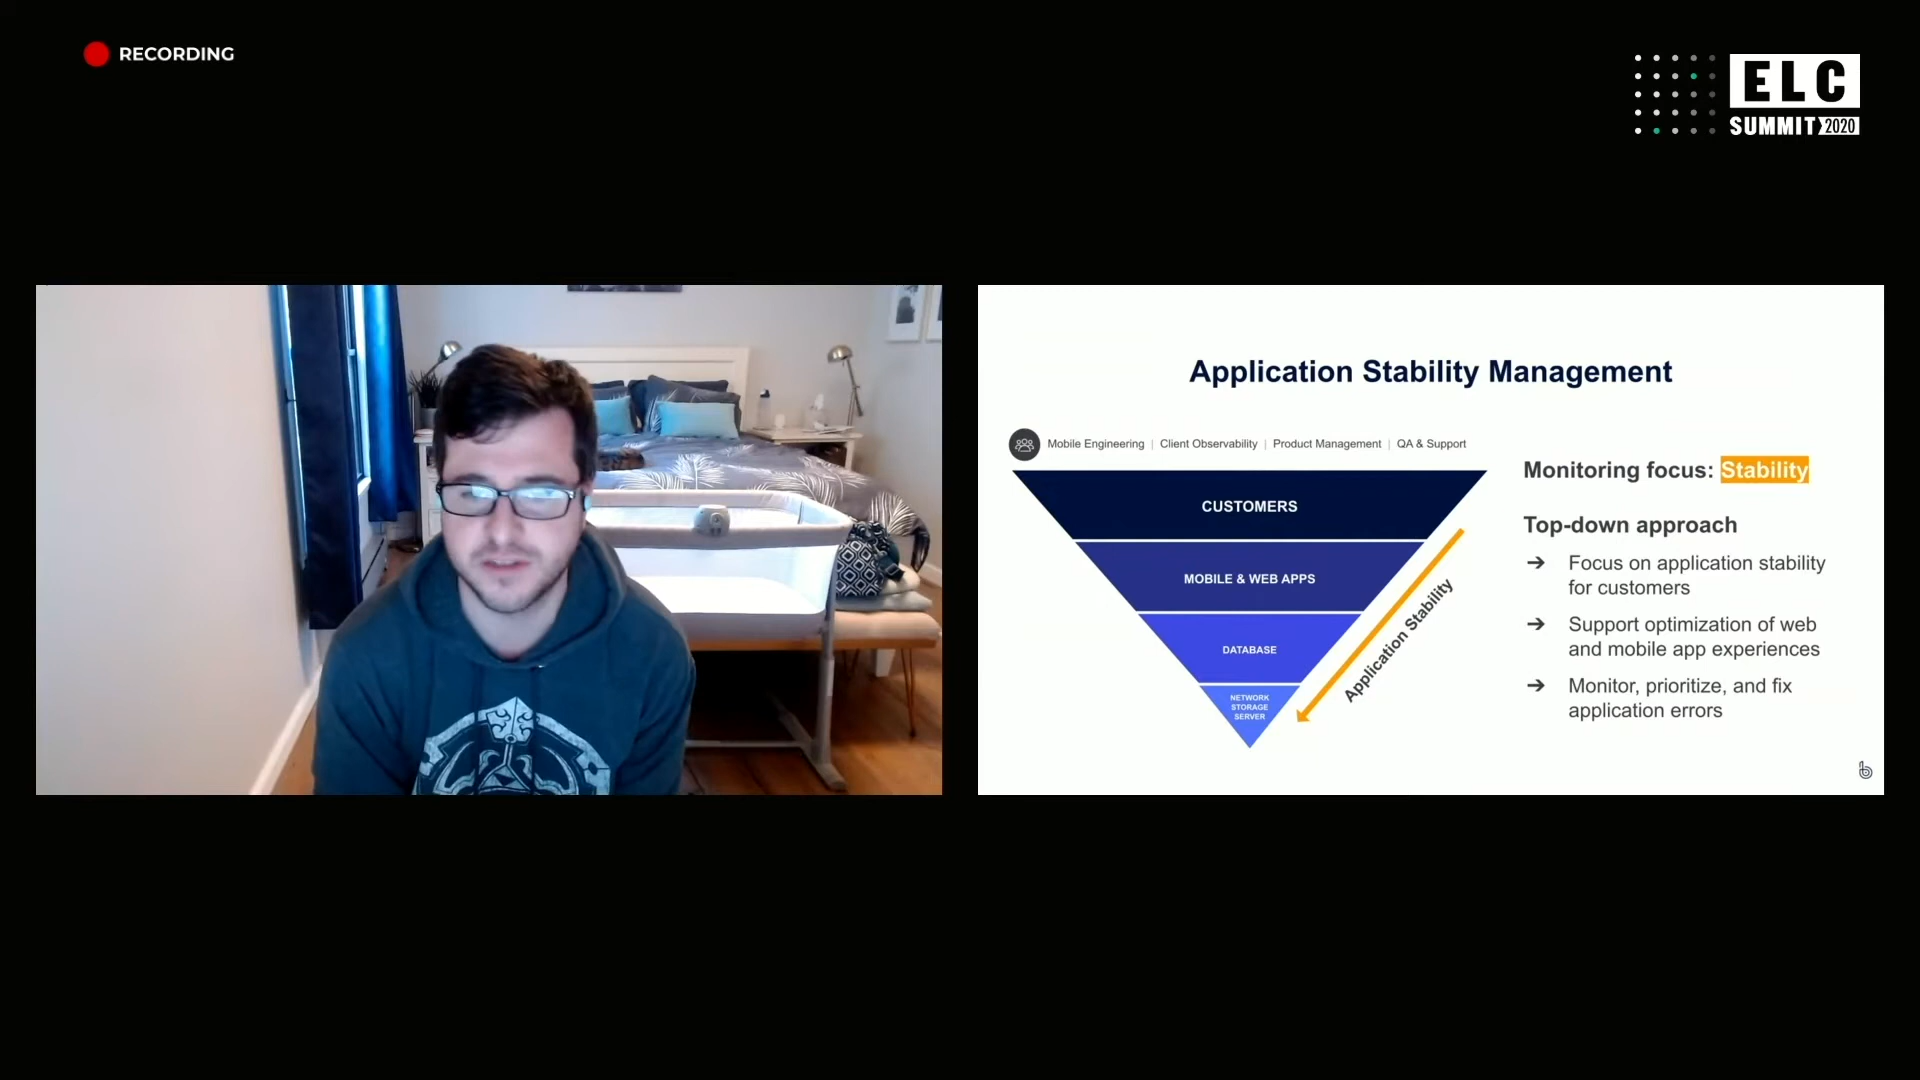 RECORDING
ELC
SUMMIT 2020
Application Stability Management
Mobile Engineering | Client Observability | Product Management | QA & Support
CUSTOMERS
MOBILE & WEB APPS
DATABASE
NETWORK
STORAGE
SERVER
Application Stability
Monitoring focus: Stability
Top-down approach
➔ Focus on application stability
for customers
➔ Support optimization of web
and mobile app experiences
➔ Monitor, prioritize, and fix
application errors